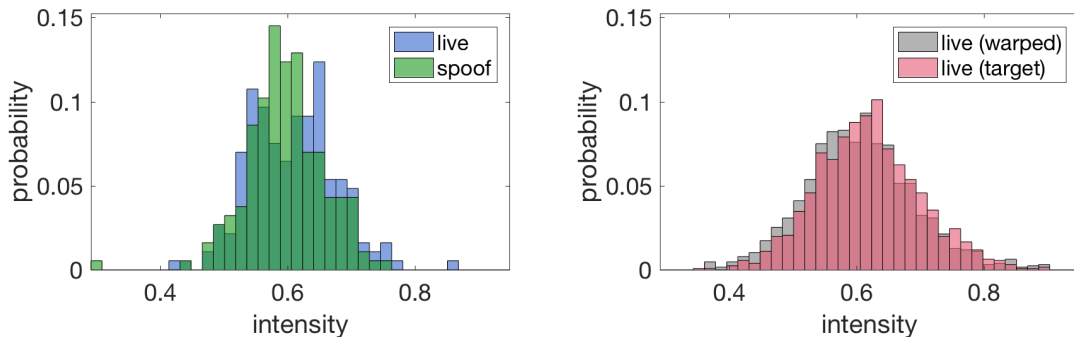 0.15
0.1
0.05
0
probability
0.4 0.6 0.8
intensity
live
spoof
0.15
0.1
0.05
0
probability
0.4 0.6 0.8
intensity
live (warped)
live (target)